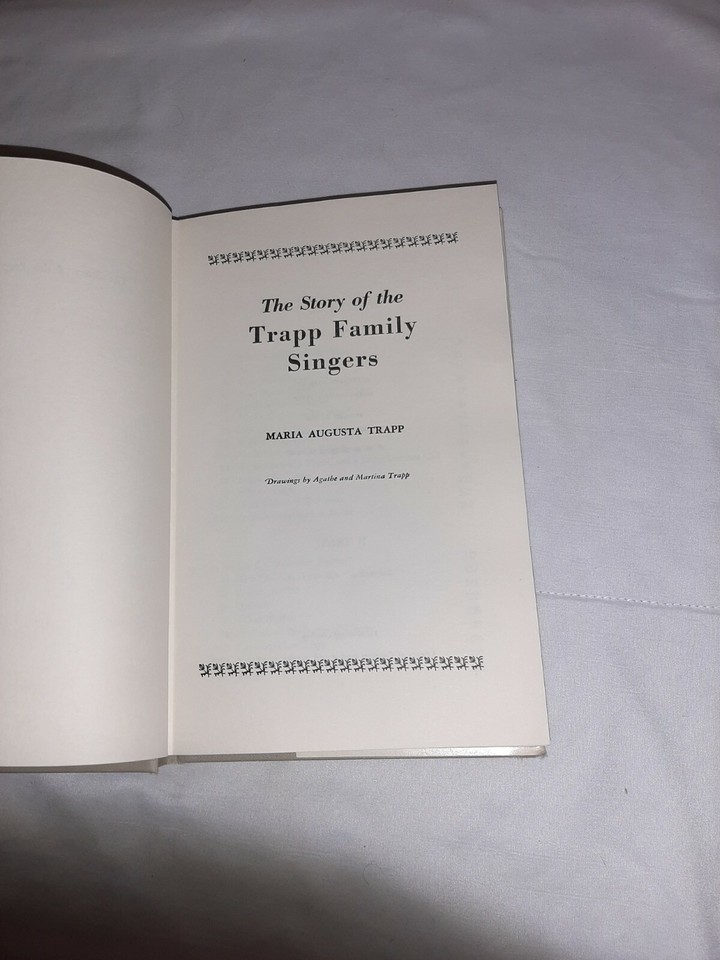 The Story of the
Trapp Family
Singers
MARIA AUGUSTA TRAPP
Drawings by Agathe and Martina Trapp